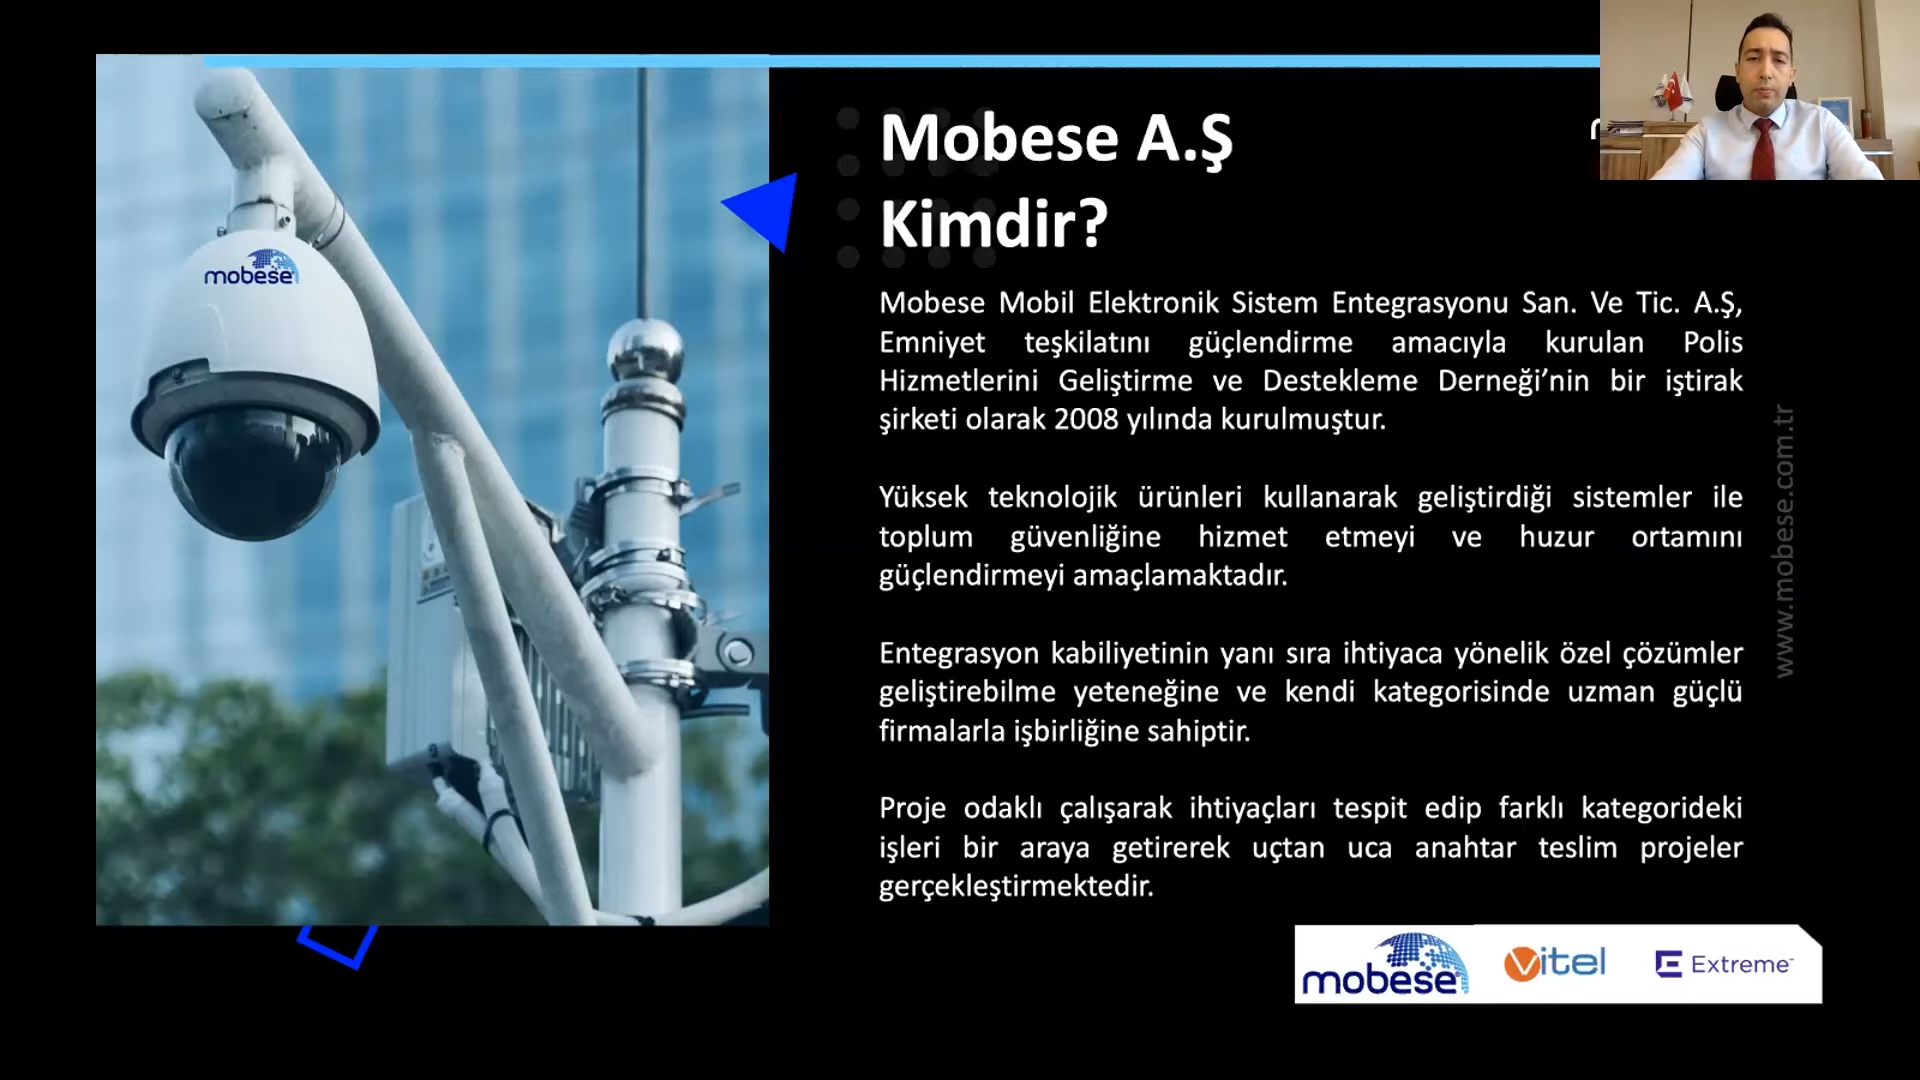 Mobese A.Ş
Kimdir?
mobese
Mobese Mobil Elektronik Sistem Entegrasyonu San. Ve Tic. A.Ş,
Emniyet teşkilatını güçlendirme amacıyla kurulan Polis
Hizmetlerini Geliştirme ve Destekleme Derneği’nin bir iştirak
şirketi olarak 2008 yılında kurulmuştur.
Yüksek teknolojik ürünleri kullanarak geliştirdiği sistemler ile
toplum güvenliğine hizmet etmeyi ve huzur ortamını
güçlendirmeyi amaçlamaktadır.
Entegrasyon kabiliyetinin yanı sıra ihtiyaca yönelik özel çözümler
geliştirebilme yeteneğine ve kendi kategorisinde uzman güçlü
firmalarla işbirliğine sahiptir.
Proje odaklı çalışarak ihtiyaçları tespit edip farklı kategorideki
işleri bir araya getirerek uçtan uca anahtar teslim projeler
gerçekleştirmektedir.
www.mobese.com.tr
mobese
vitel
Extreme